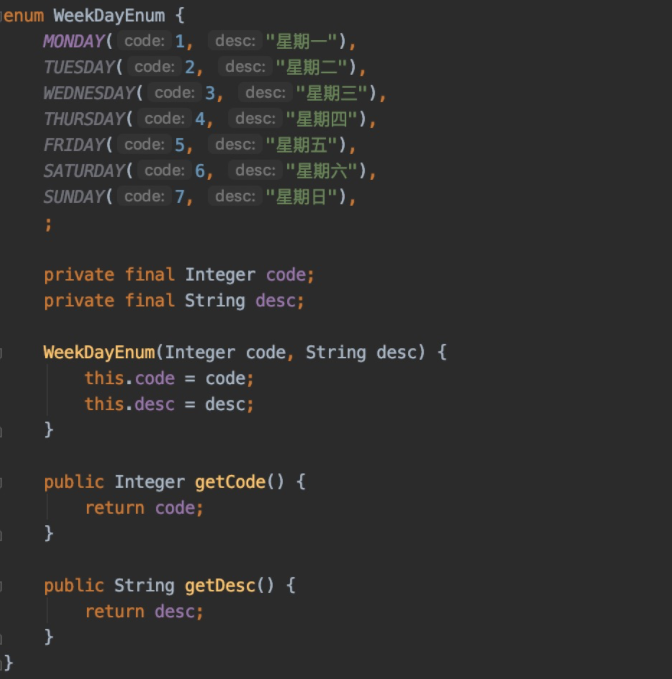 enum WeekDayEnum {
    MONDAY( code: 1,  desc: "星期一"),
    TUESDAY( code: 2,  desc: "星期二"),
    WEDNESDAY( code: 3,  desc: "星期三"),
    THURSDAY( code: 4,  desc: "星期四"),
    FRIDAY( code: 5,  desc: "星期五"),
    SATURDAY( code: 6,  desc: "星期六"),
    SUNDAY( code: 7,  desc: "星期日"),
    ;

    private final Integer code;
    private final String desc;

    WeekDayEnum(Integer code, String desc) {
        this.code = code;
        this.desc = desc;
    }

    public Integer getCode() {
        return code;
    }

    public String getDesc() {
        return desc;
    }
}